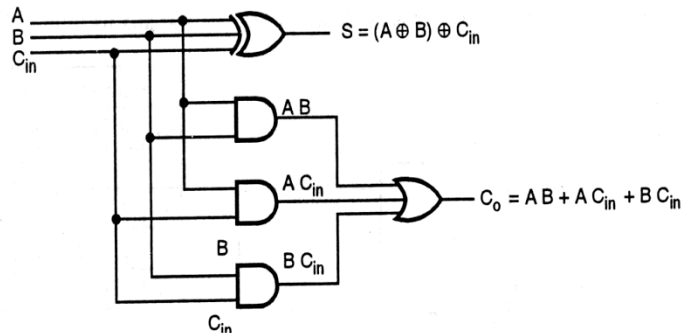 A
B
C_in
S = (A ⊕ B) ⊕ C_in
A B
A C_in
C_o = A B + A C_in + B C_in
B
B C_in
C_in